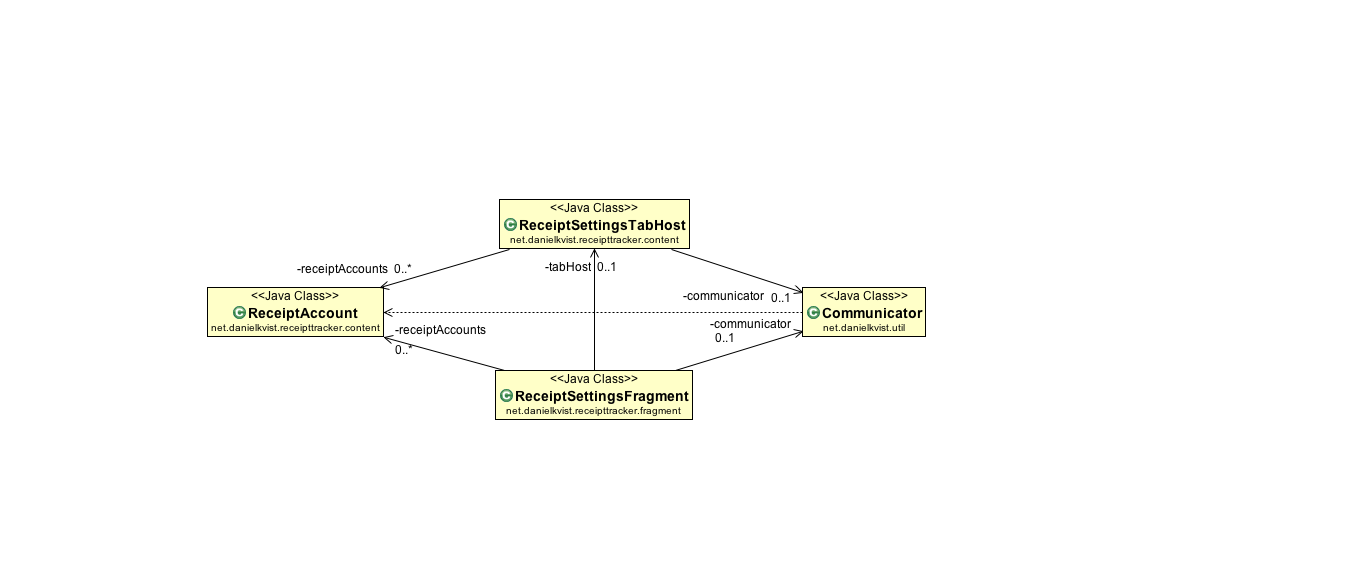 <<Java Class>>
ReceiptSettingsTabHost
net.danielkvist.receipttracker.content
-receiptAccounts 0..*
-tabHost 0..1
-communicator 0..1
<<Java Class>>
ReceiptAccount
net.danielkvist.receipttracker.content
<<Java Class>>
Communicator
net.danielkvist.util
-receiptAccounts
0..*
-communicator
0..1
<<Java Class>>
ReceiptSettingsFragment
net.danielkvist.receipttracker.fragment